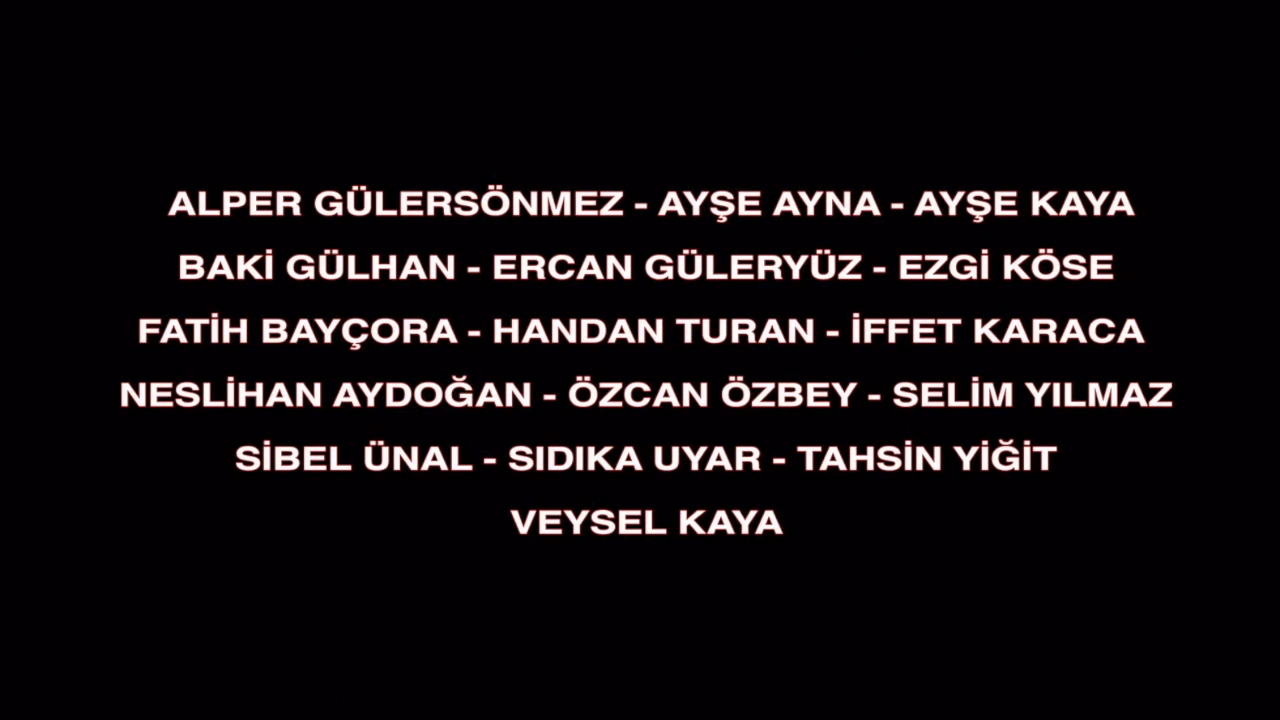 ALPER GÜLERSÖNMEZ - AYŞE AYNA - AYŞE KAYA
BAKİ GÜLHAN - ERCAN GÜLERYÜZ - EZGİ KÖSE
FATİH BAYÇORA - HANDAN TURAN - İFFET KARACA
NESLİHAN AYDOĞAN - ÖZCAN ÖZBEY - SELİM YILMAZ
SİBEL ÜNAL - SIDIKA UYAR - TAHSİN YİĞİT
VEYSEL KAYA